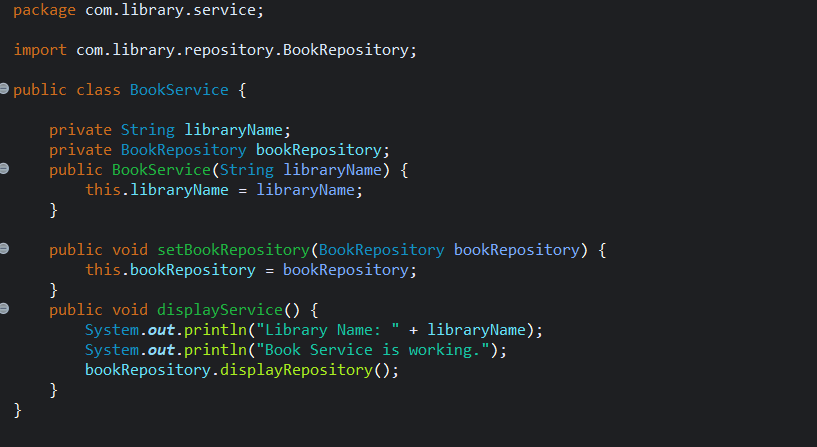 package com.library.service;
import com.library.repository.BookRepository;
public class BookService {
private String libraryName;
private BookRepository bookRepository;
public BookService(String libraryName) {
this.libraryName = libraryName;
}
public void setBookRepository(BookRepository bookRepository) {
this.bookRepository = bookRepository;
}
public void displayService() {
System.out.println("Library Name: " + libraryName);
System.out.println("Book Service is working.");
bookRepository.displayRepository();
}
}